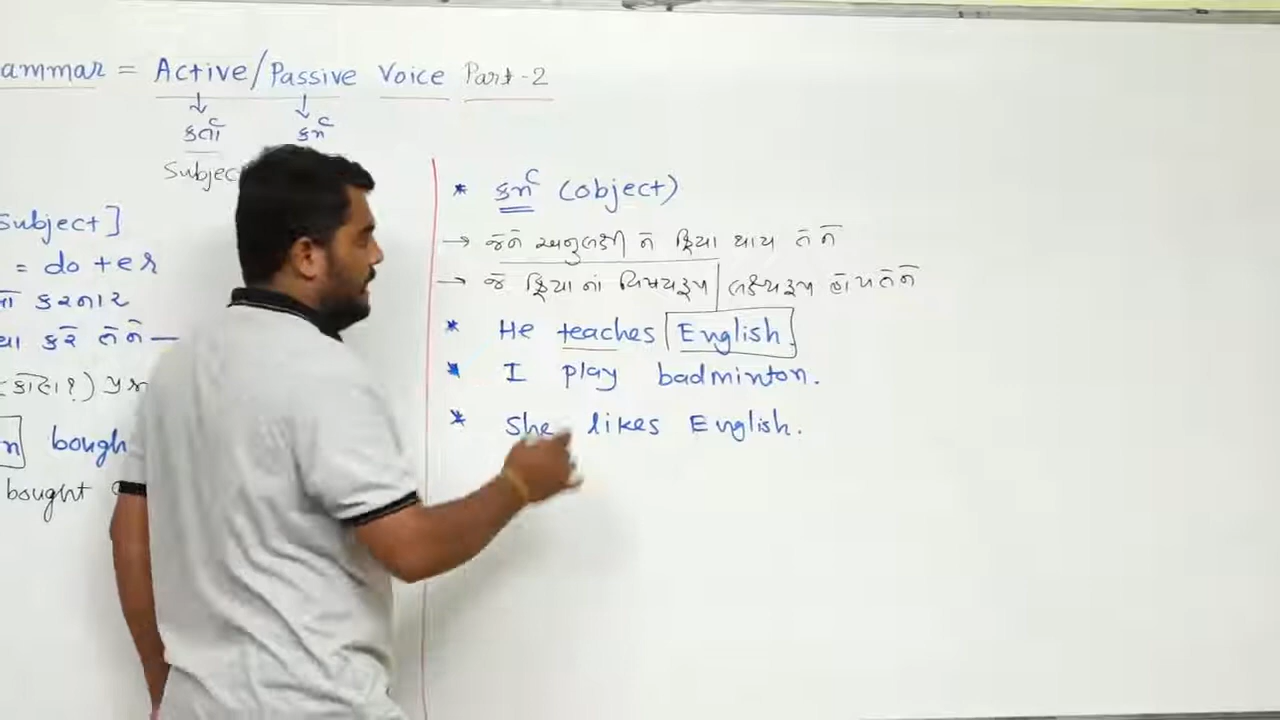 ammar = Active/Passive Voice Part-2
કર્તા કર્મ
Subjec
Subject]
= do + er
કરનાર
કરે તેને —
bough
bought
* કર્મ (object)
→ જેને અનુલક્ષી ને ક્રિયા થાય તેને
→ જે ક્રિયાનાં વિષયરૂપ | લક્ષ્યરૂપ હોય તેને
* He teaches English.
* I play badminton.
* She likes English.